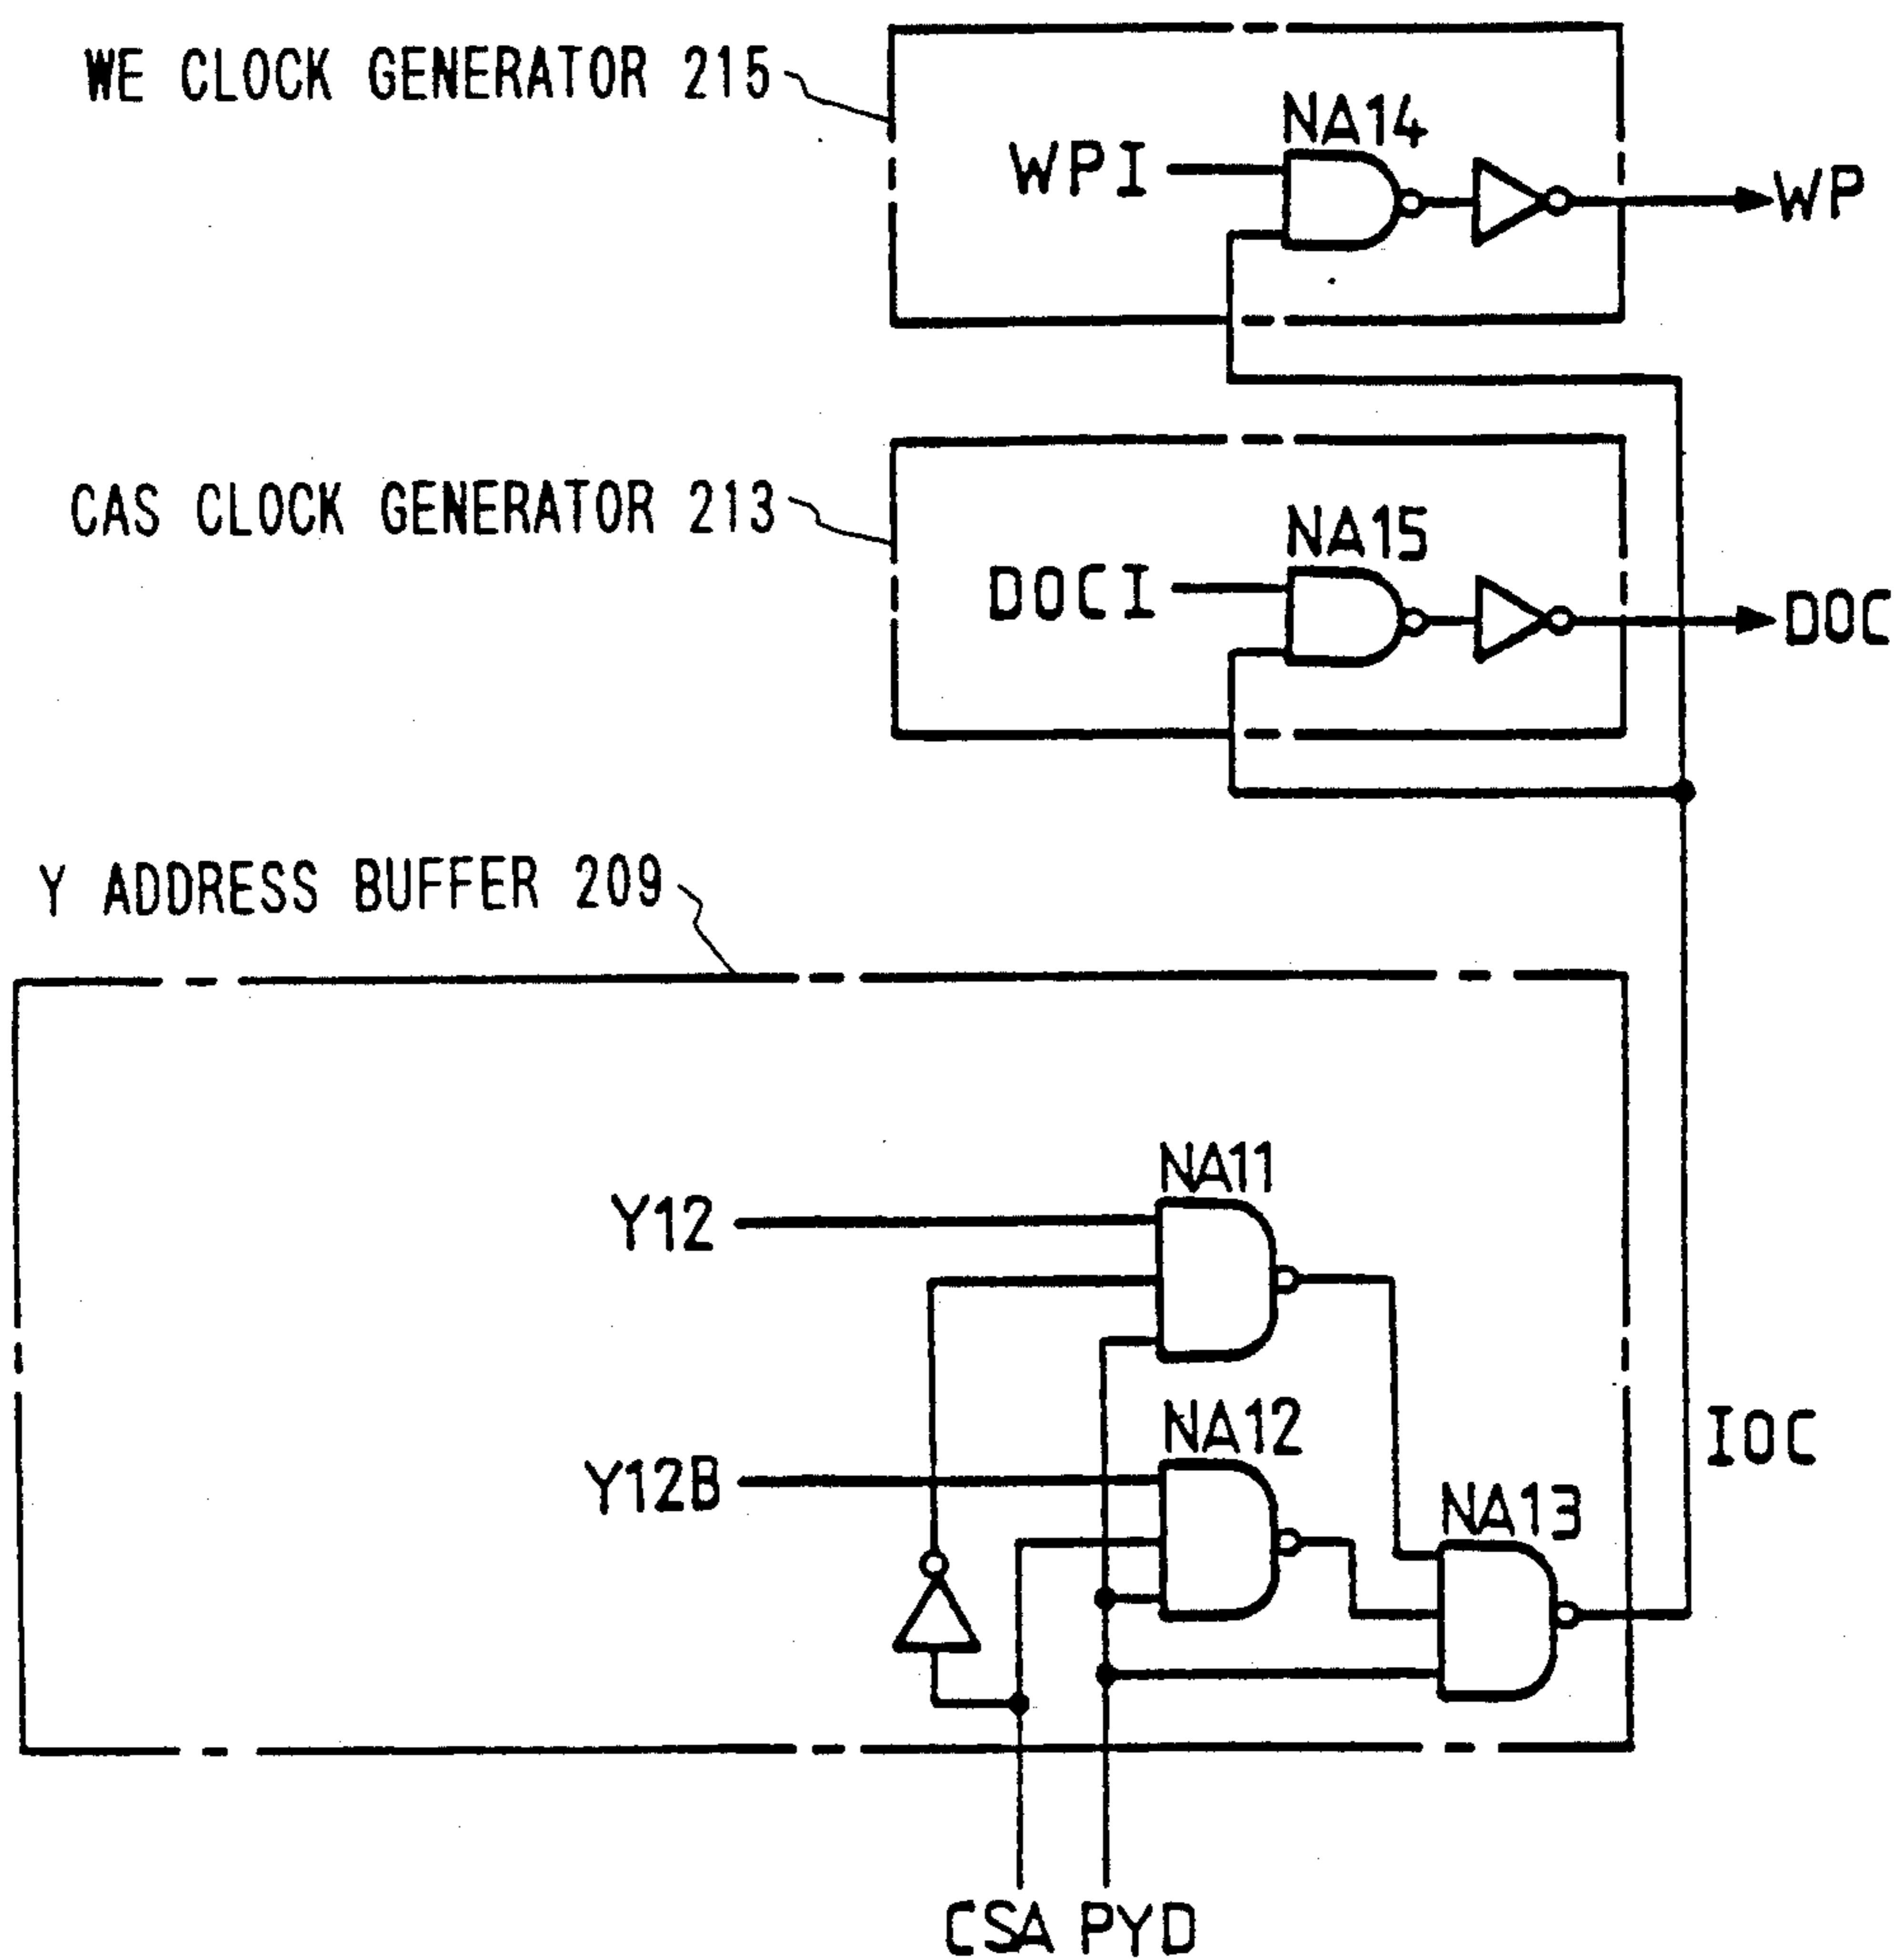 WE CLOCK GENERATOR 215
NA14
WPI
WP
CAS CLOCK GENERATOR 213
NA15
DOCI
DOC
Y ADDRESS BUFFER 209
NA11
Y12
NA12
IOC
Y12B
NA13
CSA PYD